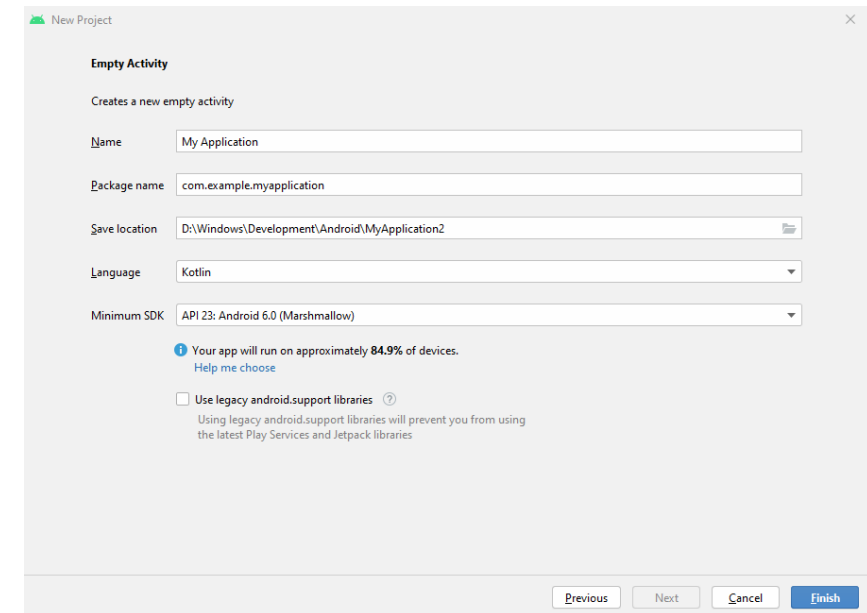 New Project
Empty Activity
Creates a new empty activity
Name My Application
Package name com.example.myapplication
Save location D:\Windows\Development\Android\MyApplication2
Language Kotlin
Minimum SDK API 23: Android 6.0 (Marshmallow)
Your app will run on approximately 84.9% of devices.
Help me choose
Use legacy android.support libraries ?
Using legacy android.support libraries will prevent you from using
the latest Play Services and Jetpack libraries
Previous Next Cancel Finish